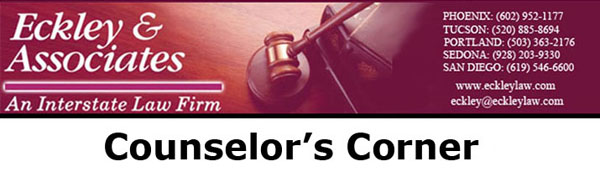 Eckley &
Associates
An Interstate Law Firm
PHOENIX: (602) 952-1177
TUCSON: (520) 885-8694
PORTLAND: (503) 363-2176
SEDONA: (928) 203-9330
SAN DIEGO: (619) 546-6600
www.eckleylaw.com
eckley@eckleylaw.com
Counselor's Corner